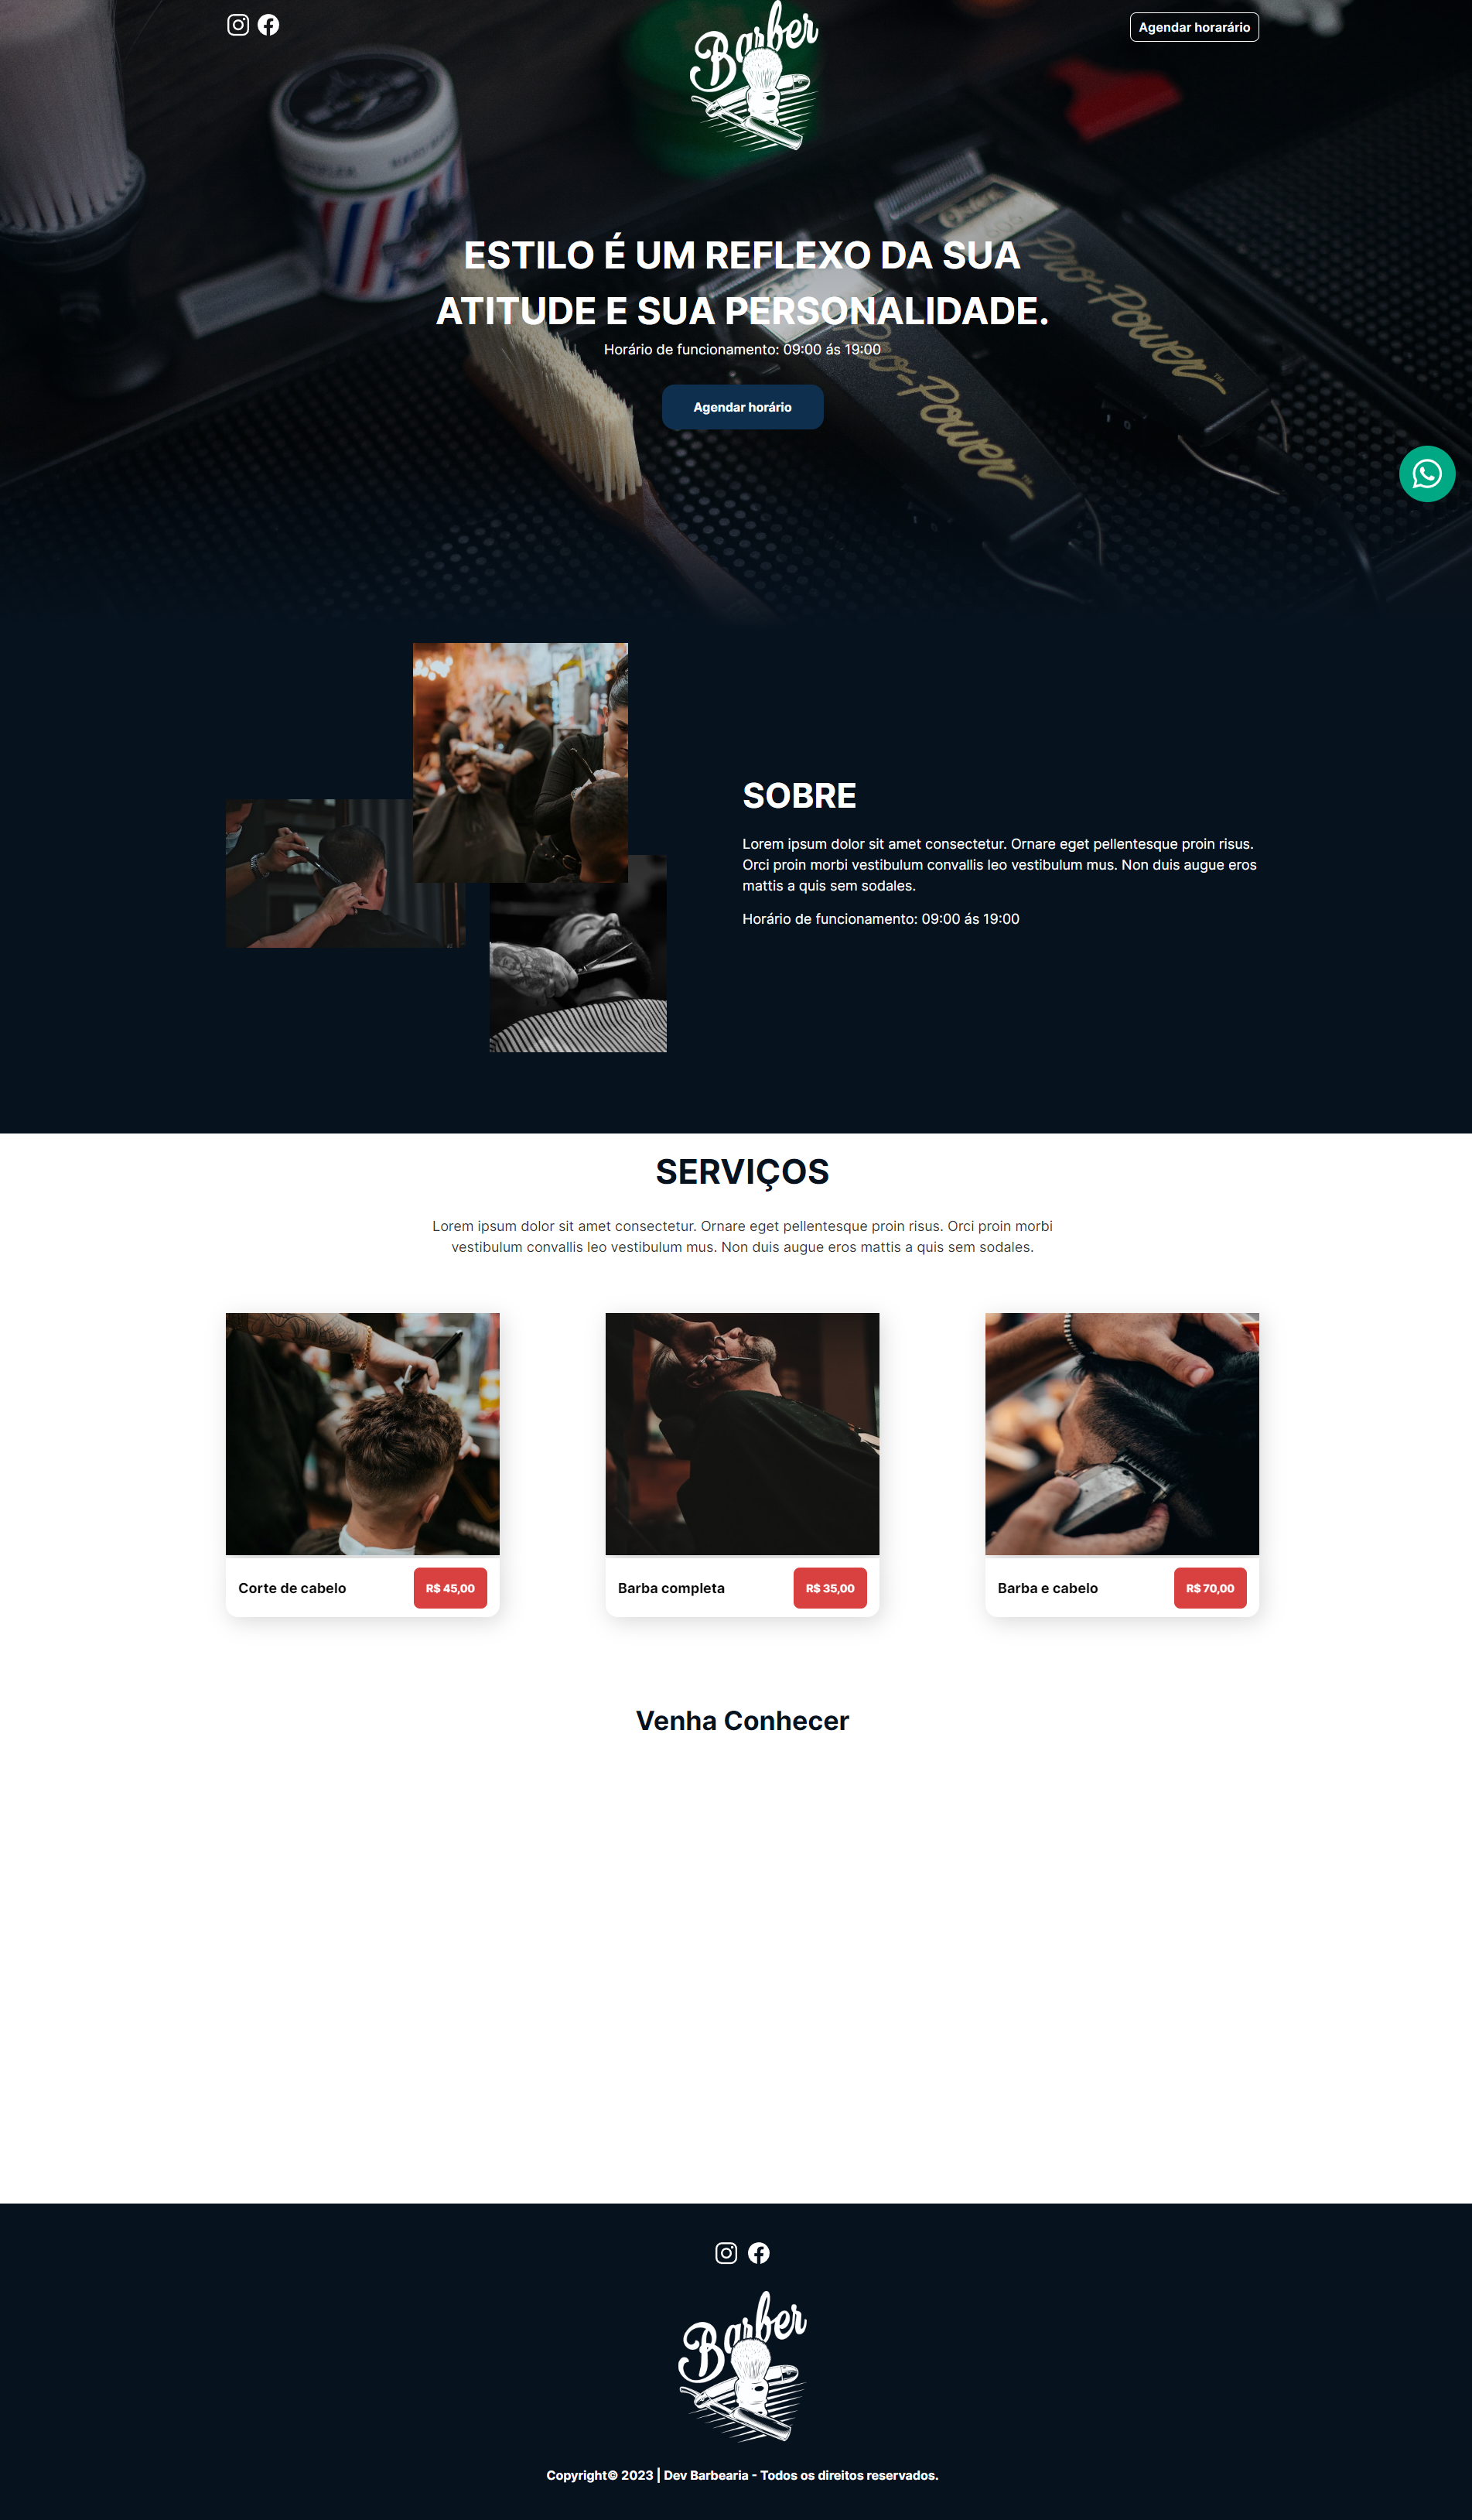 Barber
Agendar horarário
Oster
Pro-Power™
ESTILO É UM REFLEXO DA SUA
ATITUDE E SUA PERSONALIDADE.
Pro-Power™
Horário de funcionamento: 09:00 ás 19:00
Agendar horário
SOBRE
Lorem ipsum dolor sit amet consectetur. Ornare eget pellentesque proin risus.
Orci proin morbi vestibulum convallis leo vestibulum mus. Non duis augue eros
mattis a quis sem sodales.
Horário de funcionamento: 09:00 ás 19:00
SERVIÇOS
Lorem ipsum dolor sit amet consectetur. Ornare eget pellentesque proin risus. Orci proin morbi
vestibulum convallis leo vestibulum mus. Non duis augue eros mattis a quis sem sodales.
Corte de cabelo
R$ 45,00
Barba completa
R$ 35,00
Barba e cabelo
R$ 70,00
Venha Conhecer
Barber
Copyright© 2023 | Dev Barbearia - Todos os direitos reservados.